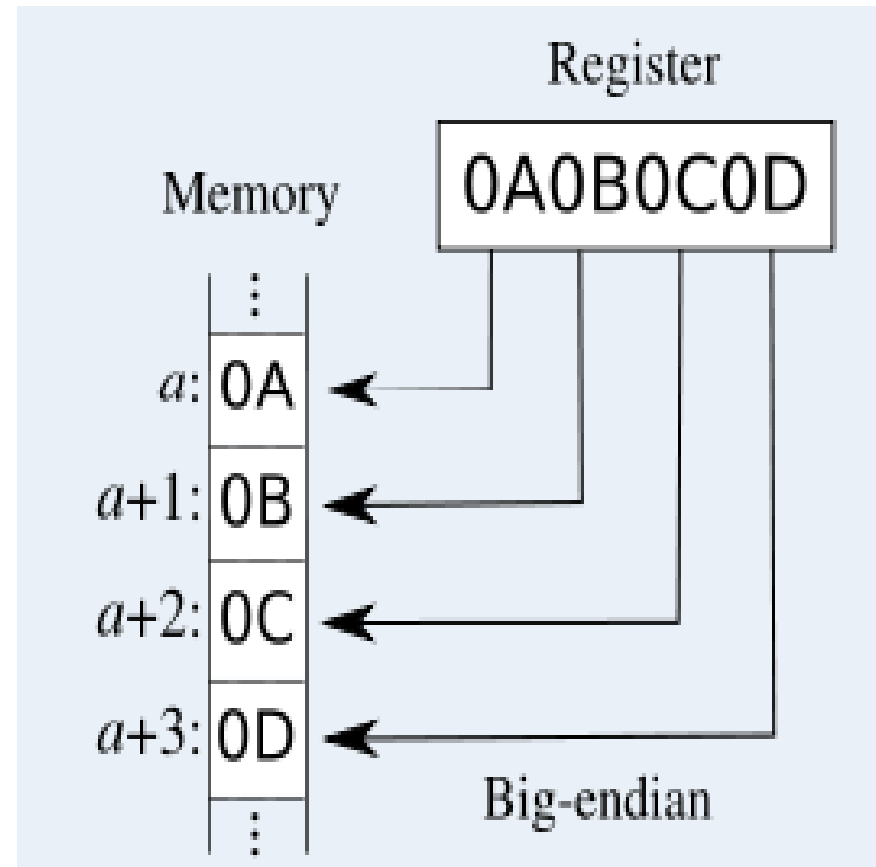 Register
0A0B0C0D
Memory
⋮
a: 0A
a+1: 0B
a+2: 0C
a+3: 0D
⋮
Big-endian